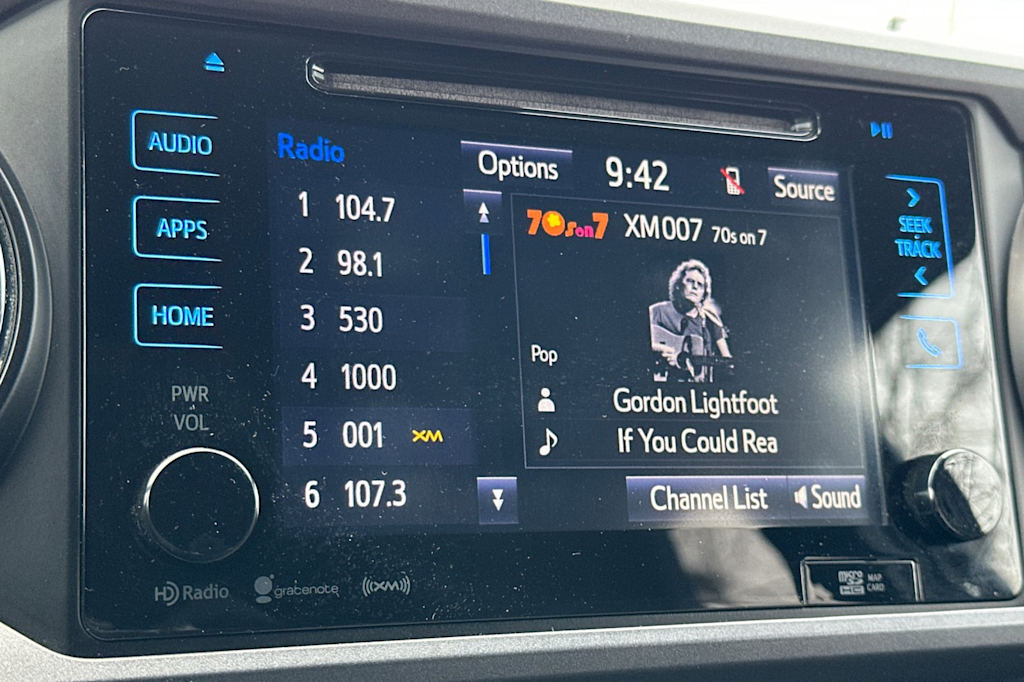 AUDIO
APPS
HOME
PWR
VOL
Radio
Options
9:42
Source
1 104.7
2 98.1
3 530
4 1000
5 001 XM
6 107.3
70s on 7 XM007 70s on 7
Pop
Gordon Lightfoot
If You Could Rea
Channel List
Sound
SEEK
TRACK
HD Radio
gracenote
((XM))
micro SD HC
MAP CARD